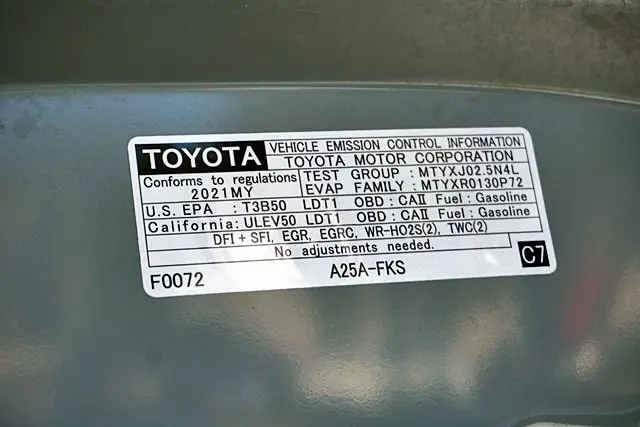 TOYOTA
VEHICLE EMISSION CONTROL INFORMATION
TOYOTA MOTOR CORPORATION
Conforms to regulations
2021MY
TEST GROUP : MTYXJ02.5N4L
EVAP FAMILY : MTYXR0130P72
U.S. EPA : T3B50 LDT1 OBD : CAII Fuel : Gasoline
California: ULEV50 LDT1 OBD : CAII Fuel : Gasoline
DFI + SFI, EGR, EGRC, WR-HO2S(2), TWC(2)
No adjustments needed.
C7
F0072
A25A-FKS